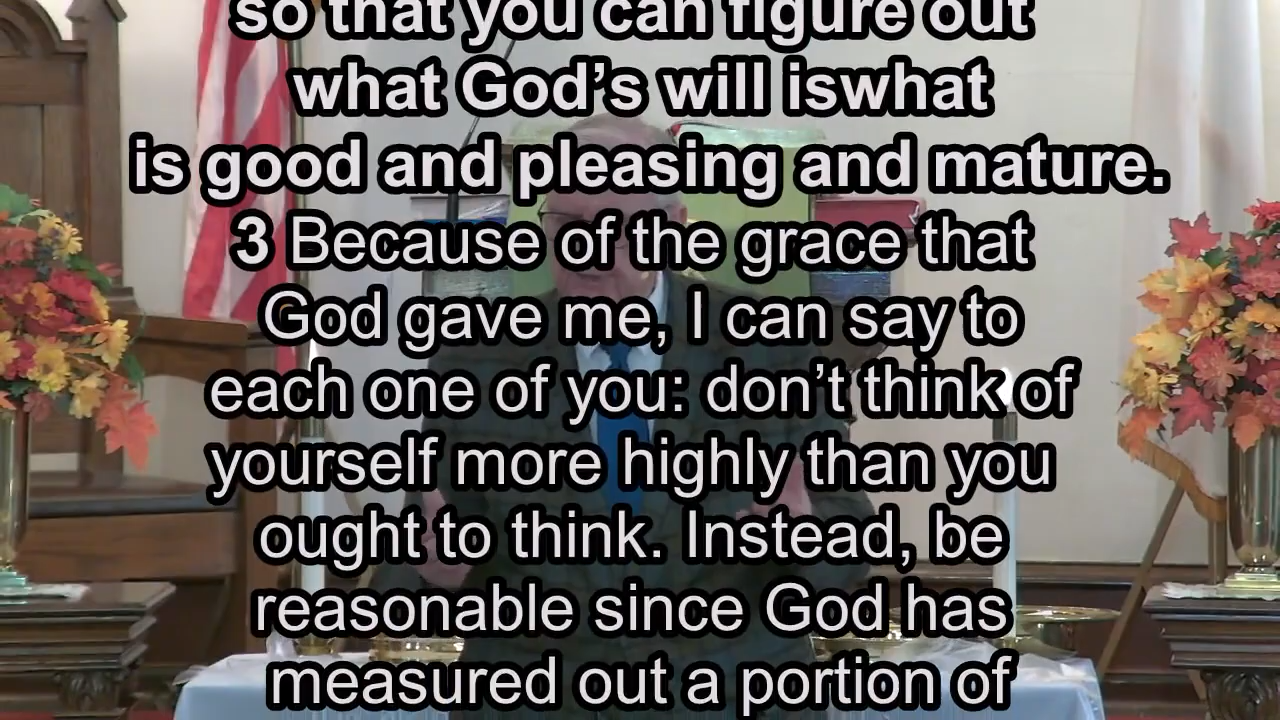 so that you can figure out
what God’s will iswhat
is good and pleasing and mature.
3 Because of the grace that
God gave me, I can say to
each one of you: don’t think of
yourself more highly than you
ought to think. Instead, be
reasonable since God has
measured out a portion of